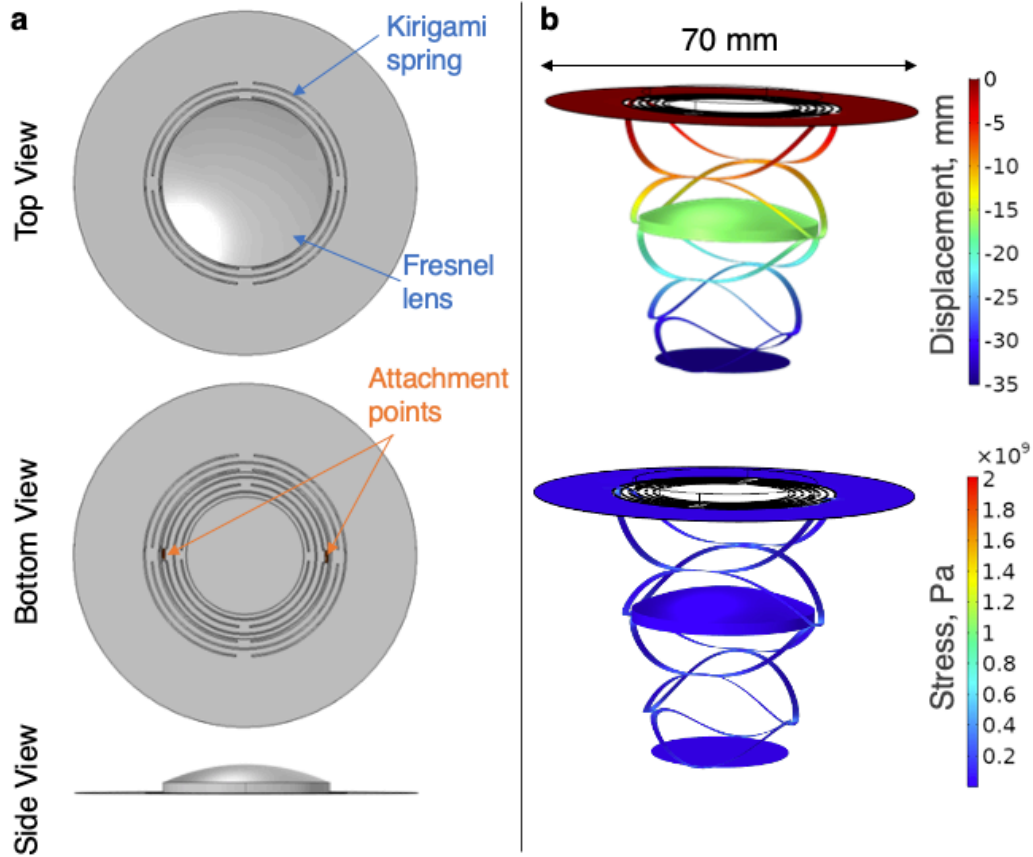 a
Kirigami
spring
Top View
Fresnel
lens
Attachment
points
Bottom View
Side View
b
70 mm
Displacement, mm
0
-5
-10
-15
-20
-25
-30
-35
×10⁹
Stress, Pa
2
1.8
1.6
1.4
1.2
1
0.8
0.6
0.4
0.2